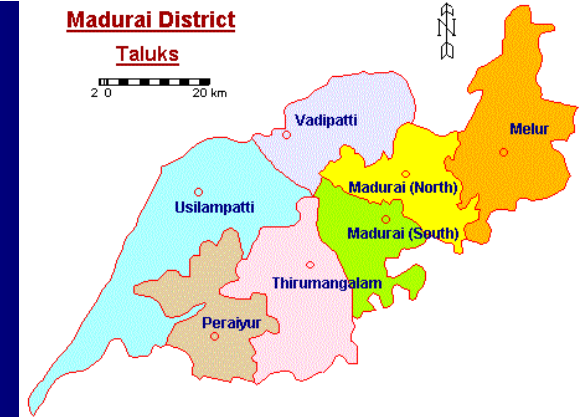 Madurai District
Taluks
N
2 0 20 km
Vadipatti
Melur
Madurai (North)
Usilampatti
Madurai (South)
Thirumangalam
Peraiyur